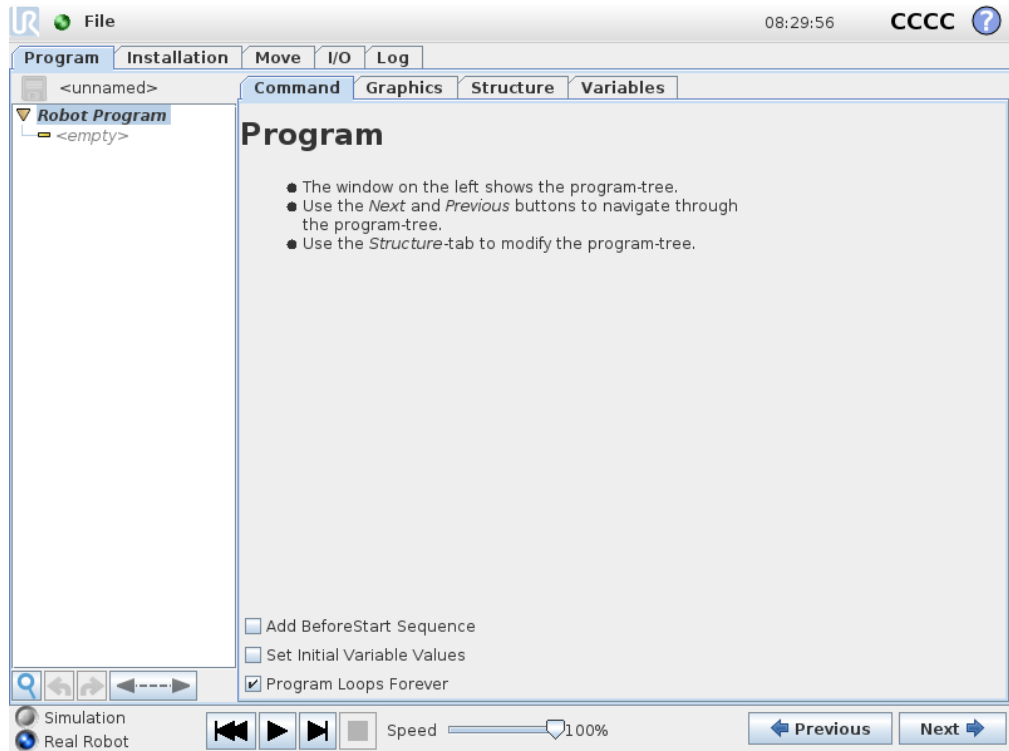 UR File 08:29:56 CCCC ?
Program Installation Move I/O Log
<unnamed> Command Graphics Structure Variables
Robot Program
<empty>
Program
The window on the left shows the program-tree.
Use the Next and Previous buttons to navigate through
the program-tree.
Use the Structure-tab to modify the program-tree.
Add BeforeStart Sequence
Set Initial Variable Values
Program Loops Forever
Simulation
Real Robot
Speed 100% Previous Next